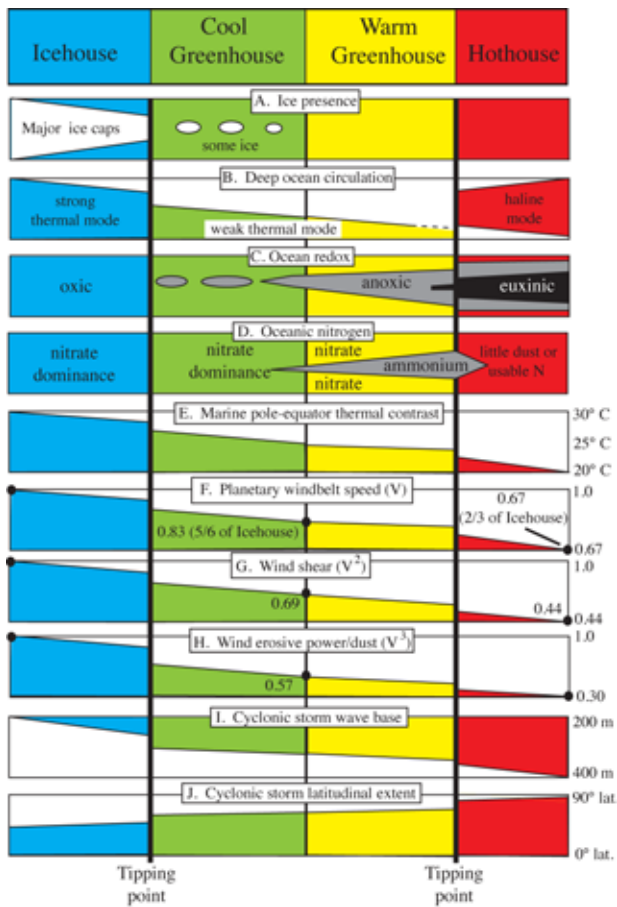 Icehouse
Cool
Greenhouse
Warm
Greenhouse
Hothouse
A. Ice presence
Major ice caps
some ice
B. Deep ocean circulation
strong
thermal mode
weak thermal mode
haline
mode
C. Ocean redox
oxic
anoxic
euxinic
D. Oceanic nitrogen
nitrate
dominance
nitrate
dominance
nitrate
nitrate
ammonium
little dust or
usable N
E. Marine pole-equator thermal contrast
30° C
25° C
20° C
F. Planetary windbelt speed (V)
0.83 (5/6 of Icehouse)
0.67
(2/3 of Icehouse)
1.0
0.67
G. Wind shear (V²)
0.69
0.44
1.0
0.44
H. Wind erosive power/dust (V³)
0.57
1.0
0.30
I. Cyclonic storm wave base
200 m
400 m
J. Cyclonic storm latitudinal extent
90° lat.
0° lat.
Tipping
point
Tipping
point